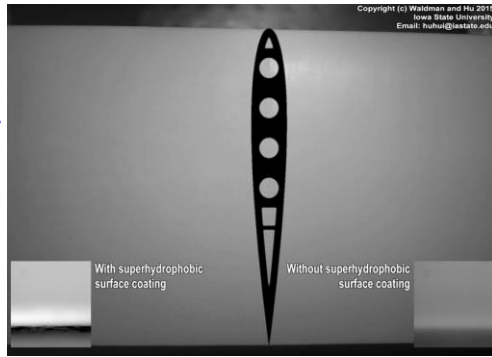 Copyright (c) Waldman and Hu 2015
Iowa State University
Email: huhui@iastate.edu
With superhydrophobic
surface coating
Without superhydrophobic
surface coating